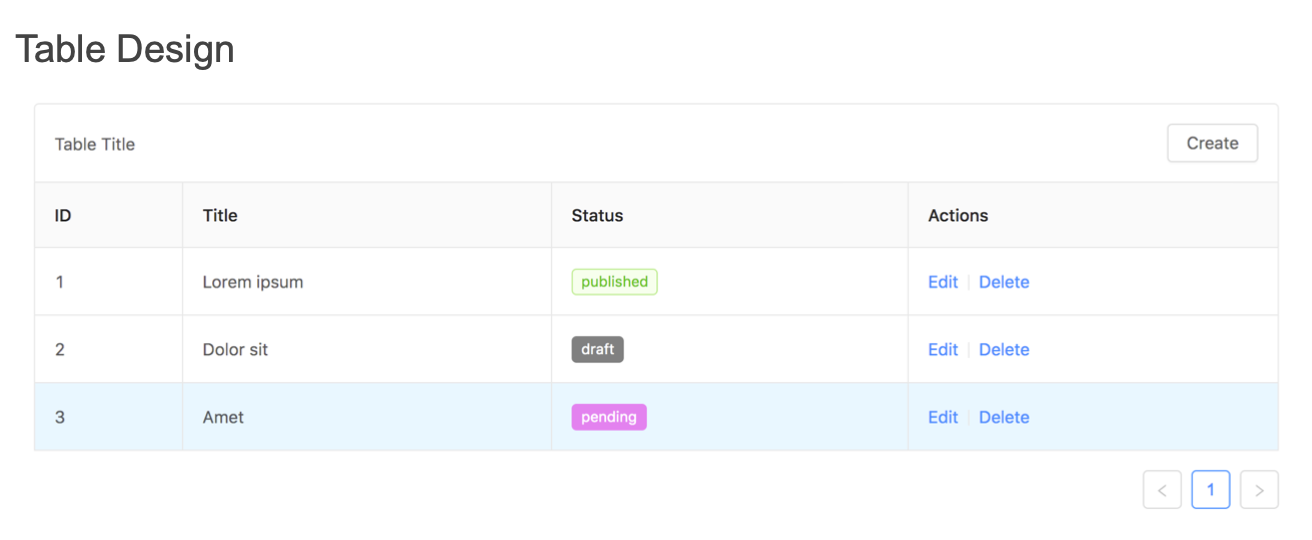 Table Design
Table Title Create
ID Title Status Actions
1 Lorem ipsum published Edit Delete
2 Dolor sit draft Edit Delete
3 Amet pending Edit Delete
< 1 >